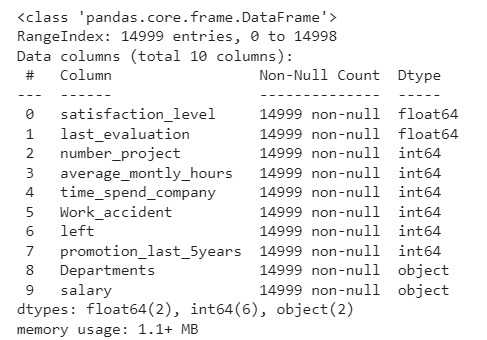 <class 'pandas.core.frame.DataFrame'>
RangeIndex: 14999 entries, 0 to 14998
Data columns (total 10 columns):
 #   Column                 Non-Null Count  Dtype
---  ------                 --------------  -----
 0   satisfaction_level     14999 non-null  float64
 1   last_evaluation        14999 non-null  float64
 2   number_project         14999 non-null  int64
 3   average_montly_hours   14999 non-null  int64
 4   time_spend_company     14999 non-null  int64
 5   Work_accident          14999 non-null  int64
 6   left                   14999 non-null  int64
 7   promotion_last_5years  14999 non-null  int64
 8   Departments            14999 non-null  object
 9   salary                 14999 non-null  object
dtypes: float64(2), int64(6), object(2)
memory usage: 1.1+ MB